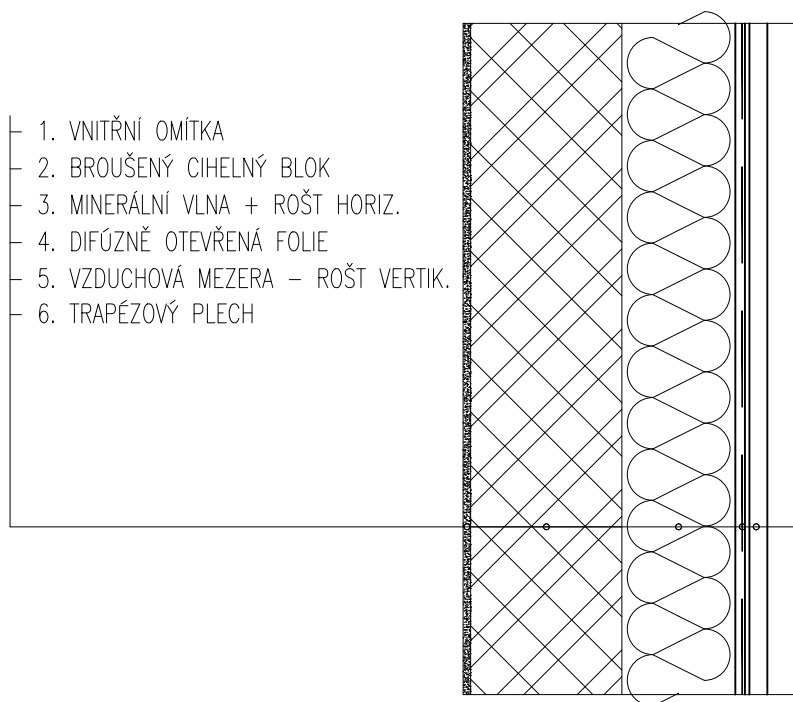 1. VNITŘNÍ OMÍTKA
2. BROUŠENÝ CIHELNÝ BLOK
3. MINERÁLNÍ VLNA + ROŠT HORIZ.
4. DIFÚZNĚ OTEVŘENÁ FOLIE
5. VZDUCHOVÁ MEZERA – ROŠT VERTIK.
6. TRAPÉZOVÝ PLECH